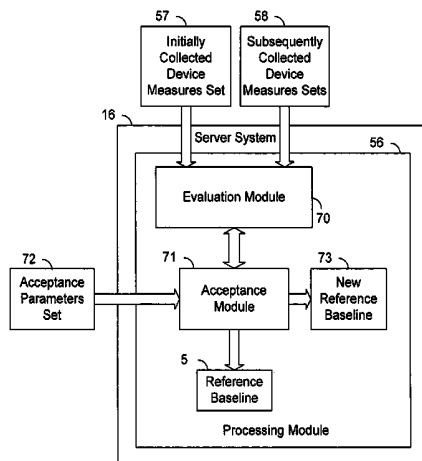 57
58
Initially
Collected
Device
Measures Set
Subsequently
Collected
Device
Measures Sets
16
Server System
56
Evaluation Module
70
72
71
73
Acceptance
Parameters
Set
Acceptance
Module
New
Reference
Baseline
5
Reference
Baseline
Processing Module